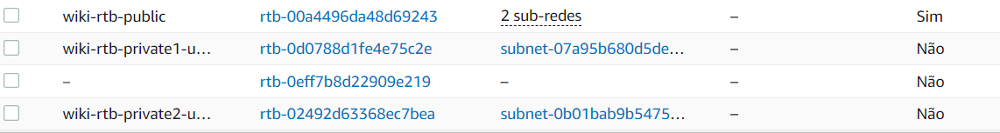 wiki-rtb-public rtb-00a4496da48d69243 2 sub-redes – Sim
wiki-rtb-private1-u… rtb-0d0788d1fe4e75c2e subnet-07a95b680d5de… – Não
– rtb-0eff7b8d22909e219 – – Não
wiki-rtb-private2-u… rtb-02492d63368ec7bea subnet-0b01bab9b5475… – Não